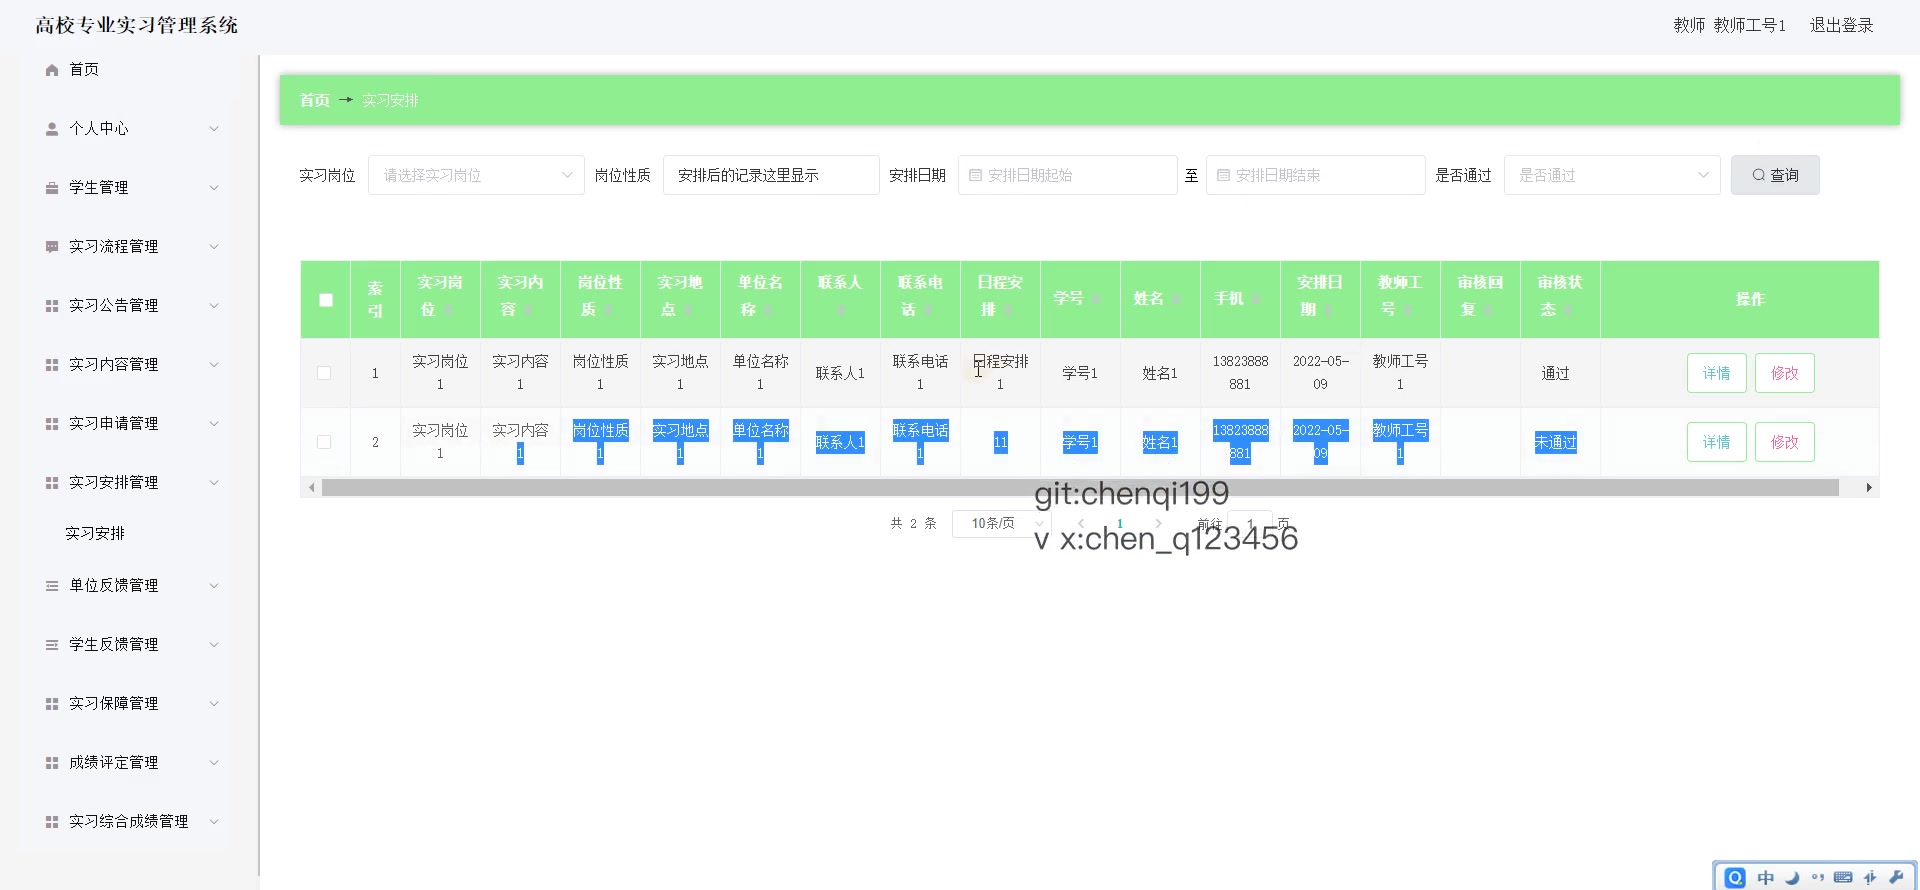 高校专业实习管理系统
教师 教师工号1 退出登录
首页
个人中心
学生管理
实习流程管理
实习公告管理
实习内容管理
实习申请管理
实习安排管理
实习安排
单位反馈管理
学生反馈管理
实习保障管理
成绩评定管理
实习综合成绩管理
首页 → 实习安排
实习岗位 请选择实习岗位 岗位性质 安排后的记录这里显示 安排日期 安排日期起始 至 安排日期结束 是否通过 是否通过 查询
索引 实习岗位 实习内容 岗位性质 实习地点 单位名称 联系人 联系电话 日程安排 学号 姓名 手机 安排日期 教师工号 审核回复 审核状态 操作
1 实习岗位1 实习内容1 岗位性质1 实习地点1 单位名称1 联系人1 联系电话1 日程安排1 学号1 姓名1 13823888881 2022-05-09 教师工号1 通过 详情 修改
2 实习岗位1 实习内容1 岗位性质1 实习地点1 单位名称1 联系人1 联系电话1 11 学号1 姓名1 13823888881 2022-05-09 教师工号1 未通过 详情 修改
git:chenqi199
共 2 条 10条/页 1 前往 1 页
v x:chen_q123456
中